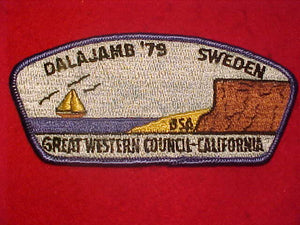 DALAJAMB '79 SWEDEN
BSA
GREAT WESTERN COUNCIL-CALIFORNIA